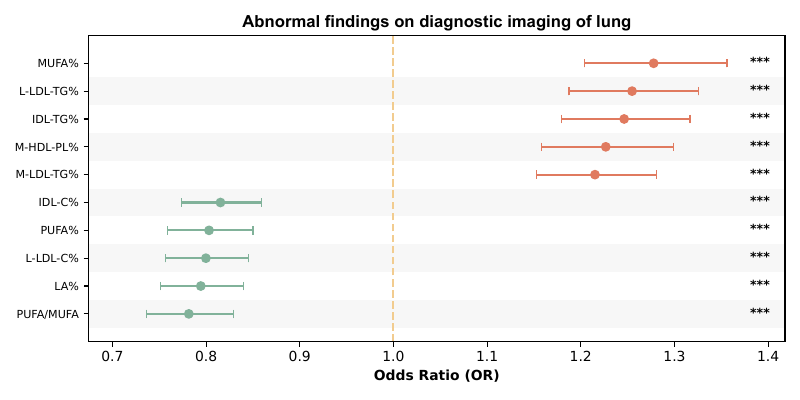 Abnormal findings on diagnostic imaging of lung
MUFA% ***
L-LDL-TG% ***
IDL-TG% ***
M-HDL-PL% ***
M-LDL-TG% ***
IDL-C% ***
PUFA% ***
L-LDL-C% ***
LA% ***
PUFA/MUFA ***
0.7 0.8 0.9 1.0 1.1 1.2 1.3 1.4
Odds Ratio (OR)